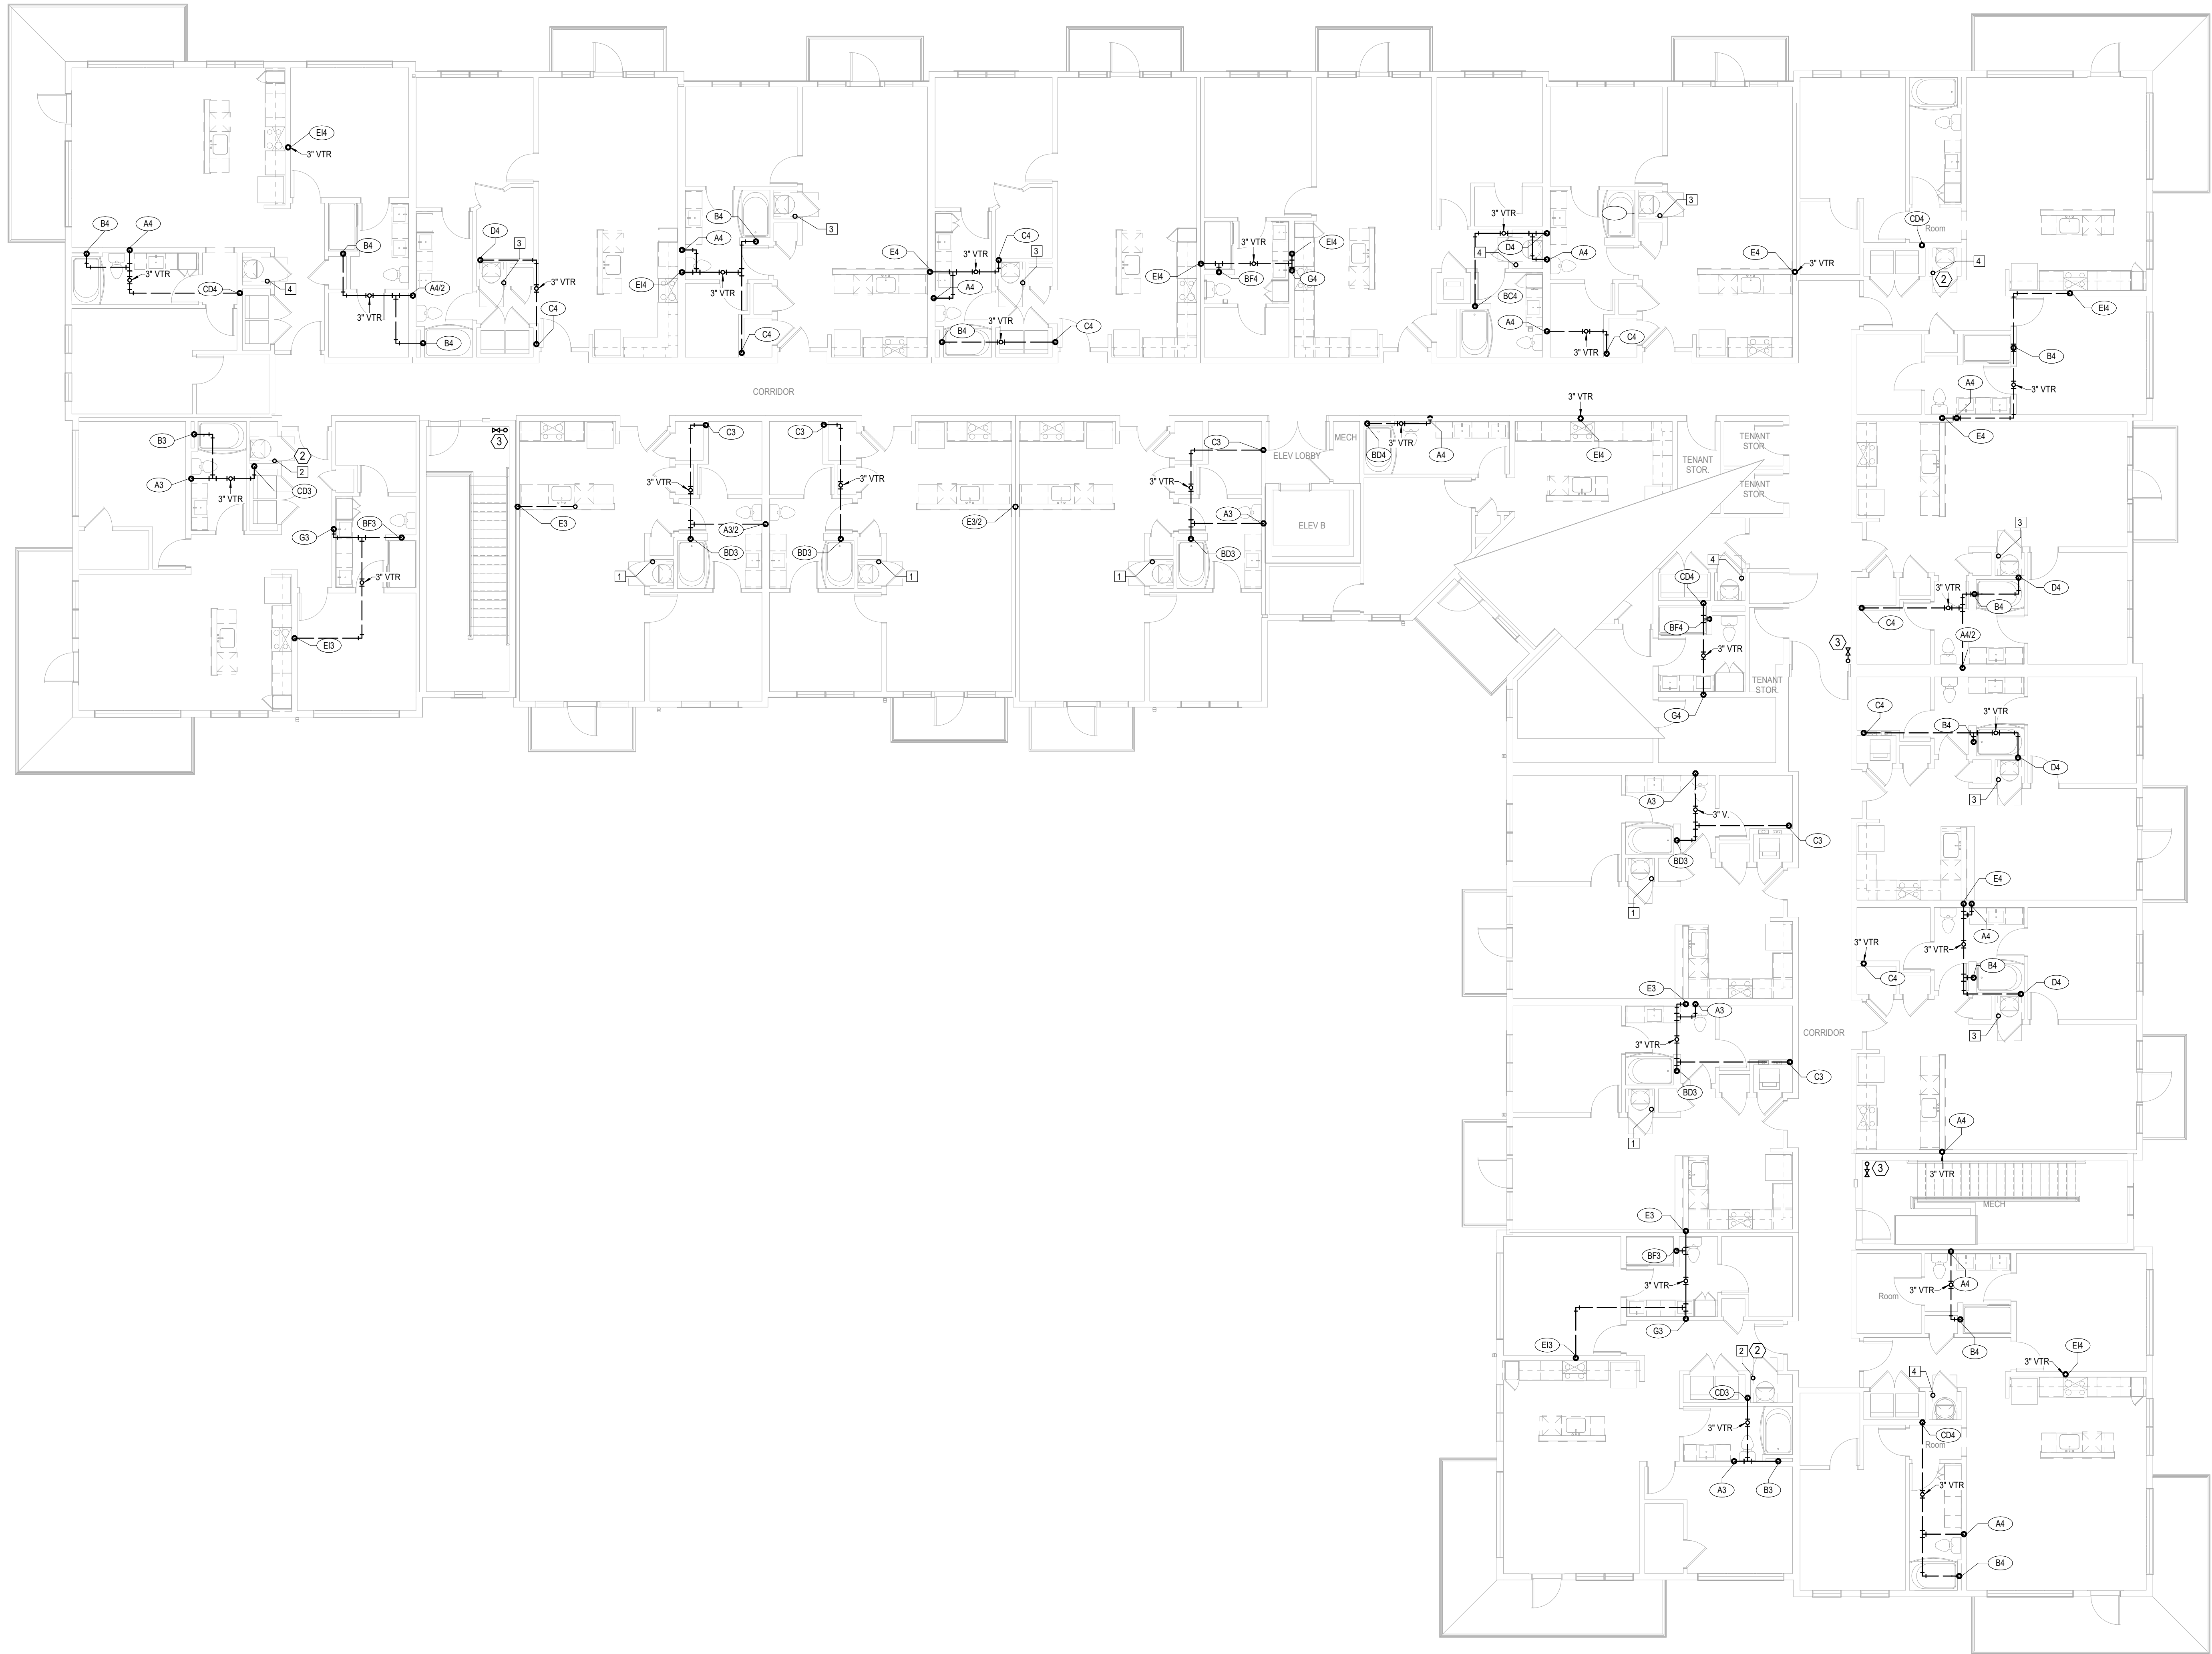 EI4
3" VTR
B4
A4
3" VTR
CD4
4
B4
3" VTR
A4/2
B4
D4
3
3" VTR
C4
B4
A4
EI4
3" VTR
3
C4
E4
3" VTR
C4
3
A4
B4
3" VTR
C4
EI4
3" VTR
BF4
EI4
G4
3" VTR
D4
4
A4
BC4
A4
3" VTR
C4
3
E4
3" VTR
CD4
Room
4
2
EI4
B4
3" VTR
A4
E4
CORRIDOR
B3
A3
3" VTR
2
2
CD3
G3
BF3
3" VTR
EI3
3
E3
C3
3" VTR
A3/2
BD3
1
C3
3" VTR
BD3
1
E3/2
C3
3" VTR
A3
BD3
1
ELEV LOBBY
MECH
ELEV B
BD4
3" VTR
A4
3" VTR
EI4
TENANT
STOR.
TENANT
STOR.
TENANT
STOR.
4
CD4
BF4
3" VTR
G4
TENANT
STOR.
3
3
D4
3" VTR
B4
C4
A4/2
C4
B4
3" VTR
D4
3
A3
3" V.
C3
BD3
1
E4
A4
3" VTR
3" VTR
C4
B4
D4
3
E3
A3
3" VTR
C3
BD3
1
CORRIDOR
A4
3" VTR
3
MECH
E3
BF3
3" VTR
G3
EI3
2
2
CD3
3" VTR
A3
B3
A4
3" VTR
Room
B4
EI4
3" VTR
4
CD4
Room
3" VTR
A4
B4